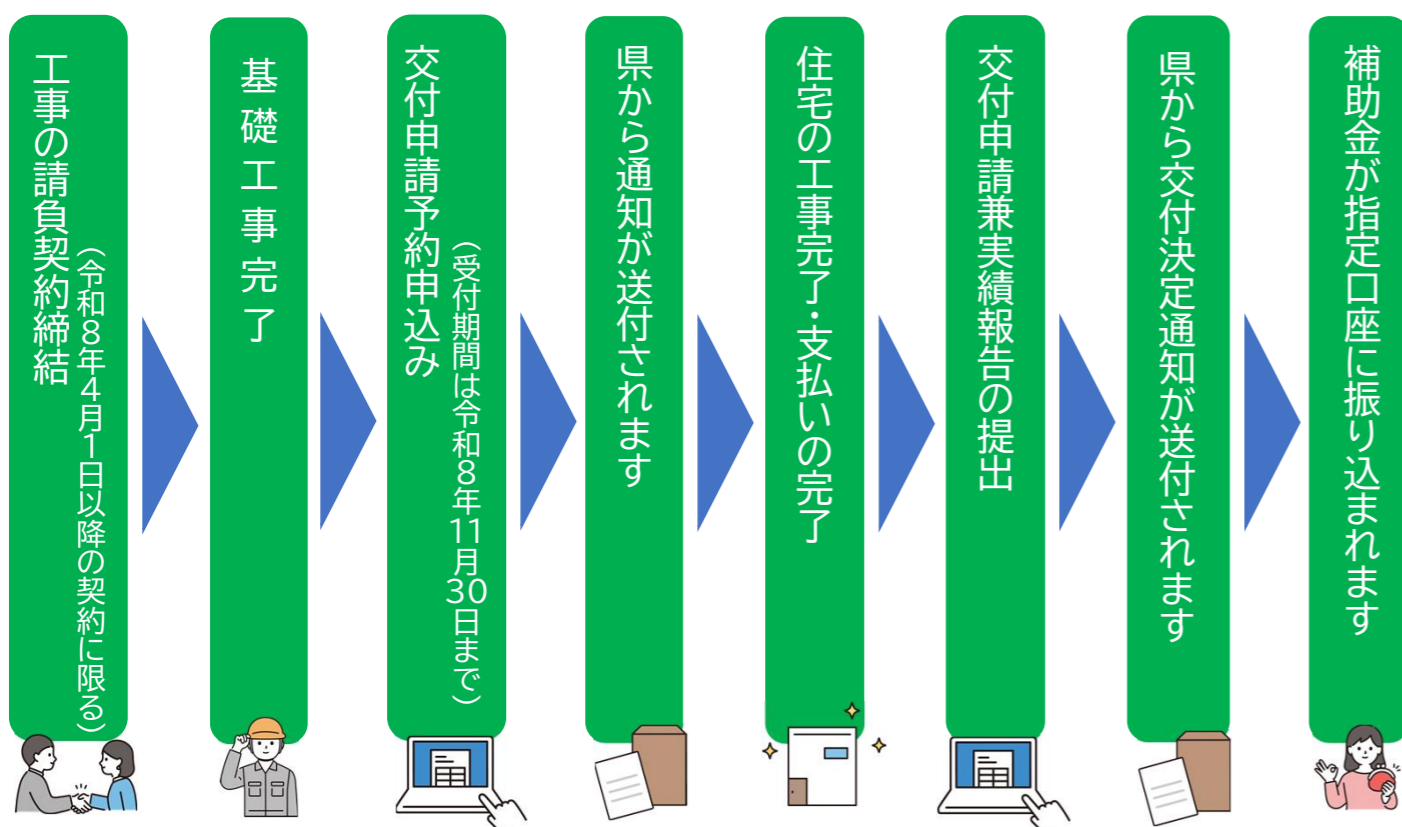 工事の請負契約締結
（令和８年４月１日以降の契約に限る）
基礎工事完了
交付申請予約申込み
（受付期間は令和８年11月30日まで）
県から通知が送付されます
住宅の工事完了・支払いの完了
交付申請兼実績報告の提出
県から交付決定通知が送付されます
補助金が指定口座に振り込まれます